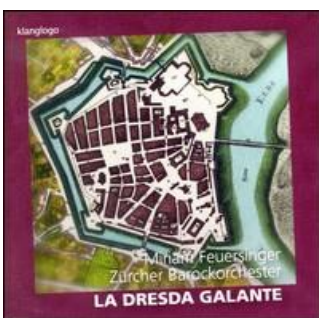 klanglogo
Miriam Feuersinger
Zürcher Barockorchester
LA DRESDA GALANTE